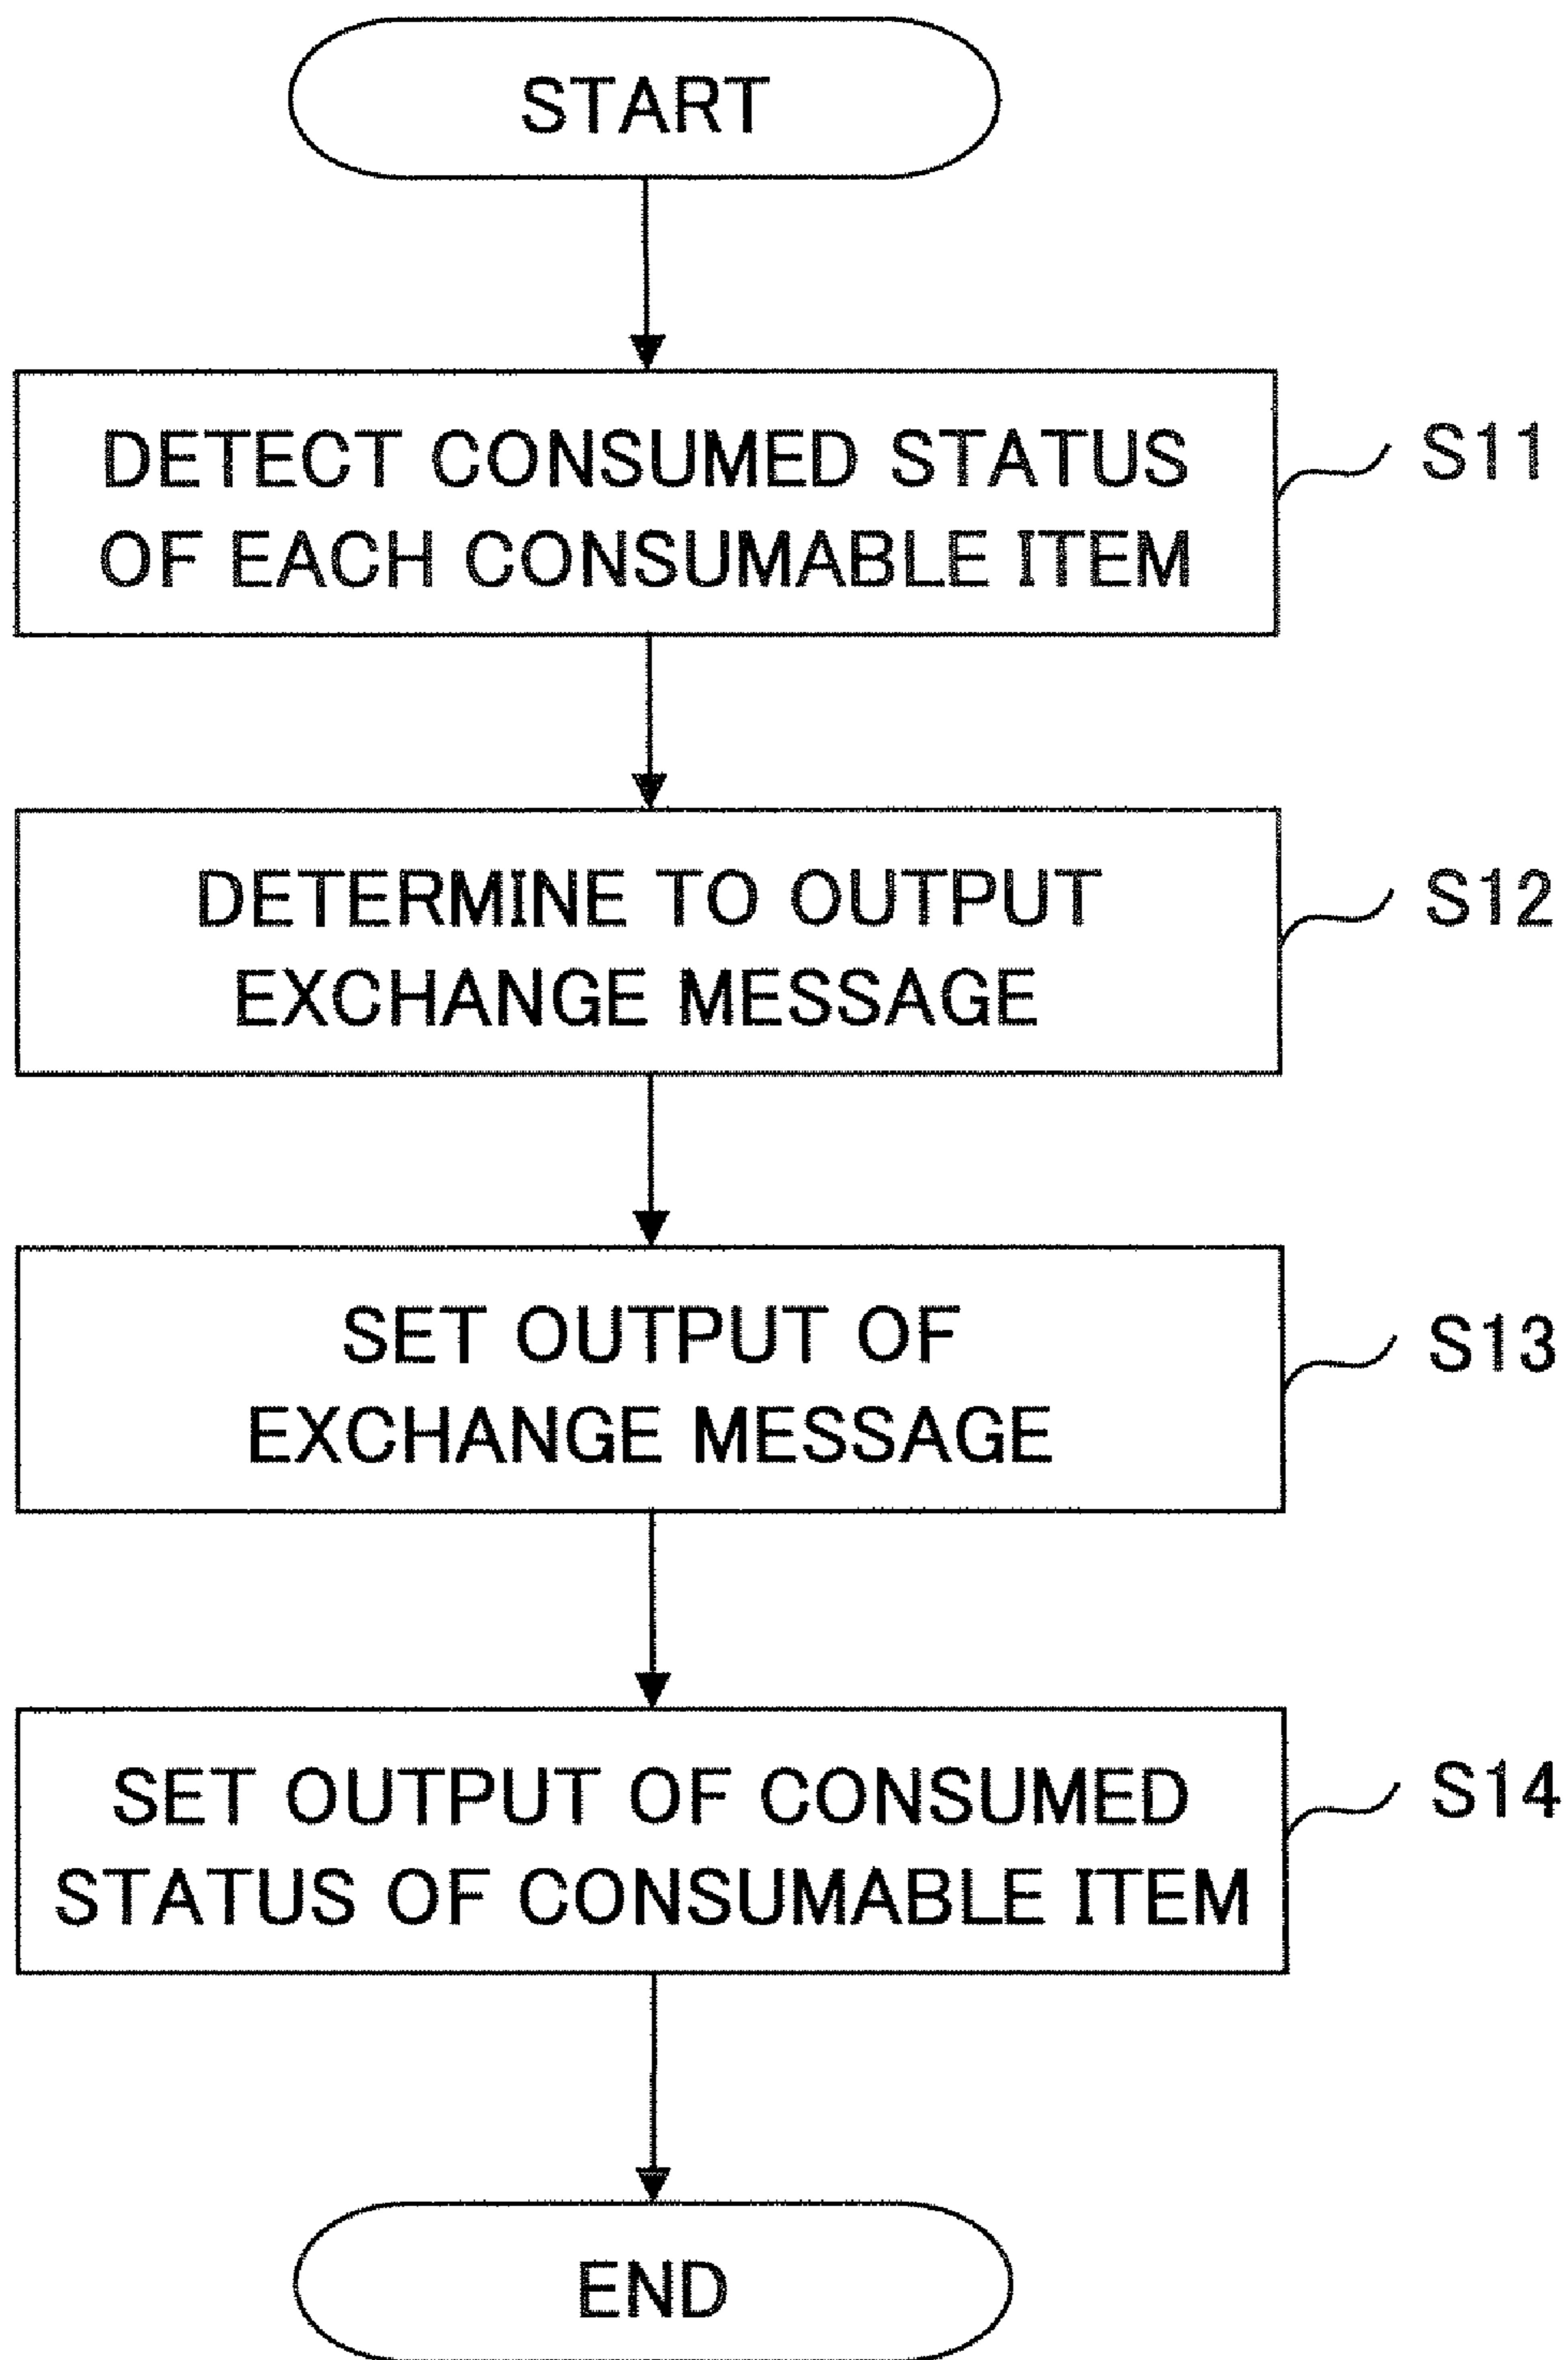 START
DETECT CONSUMED STATUS
OF EACH CONSUMABLE ITEM
S11
DETERMINE TO OUTPUT
EXCHANGE MESSAGE
S12
SET OUTPUT OF
EXCHANGE MESSAGE
S13
SET OUTPUT OF CONSUMED
STATUS OF CONSUMABLE ITEM
S14
END